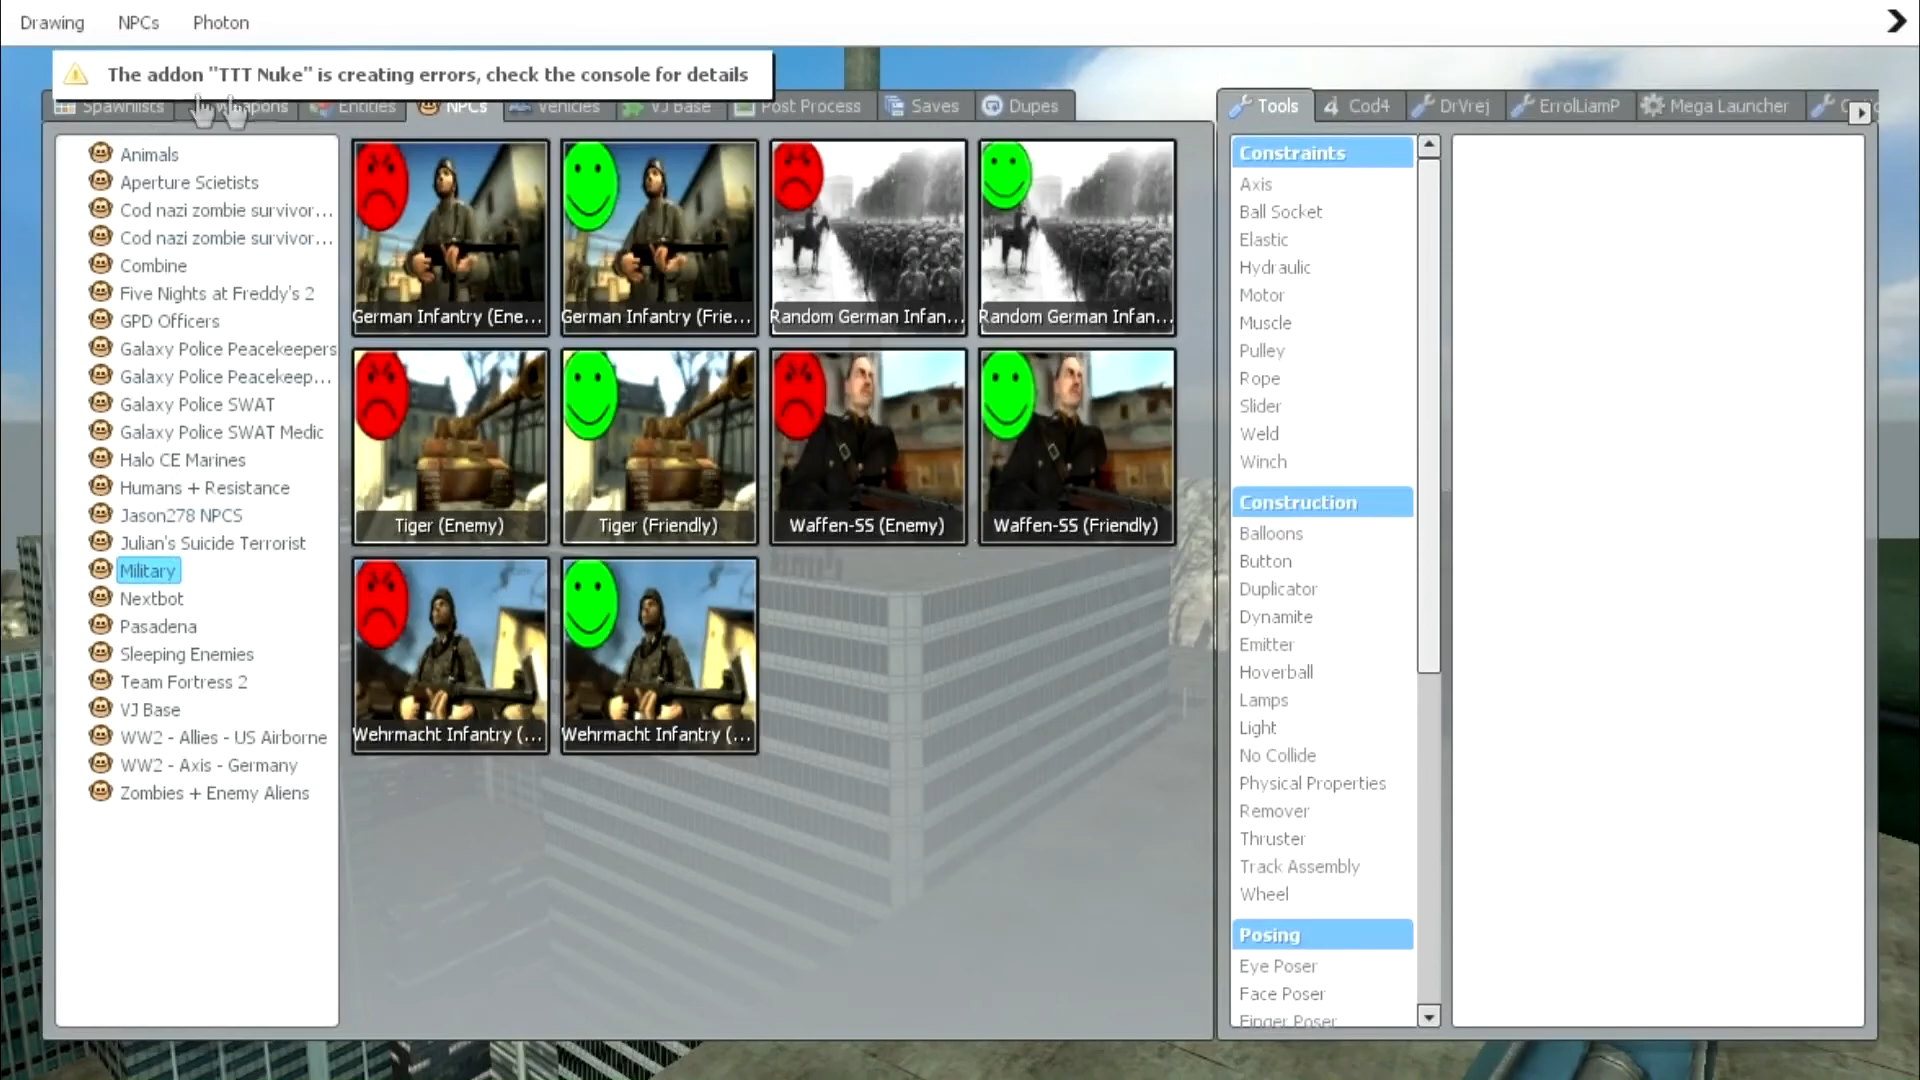 Drawing NPCs Photon
The addon "TTT Nuke" is creating errors, check the console for details
Spawnlists Weapons Entities NPCs Vehicles VJ Base Post Process Saves Dupes
Animals
Aperture Scietists
Cod nazi zombie survivor...
Cod nazi zombie survivor...
Combine
Five Nights at Freddy's 2
GPD Officers
Galaxy Police Peacekeepers
Galaxy Police Peacekeep...
Galaxy Police SWAT
Galaxy Police SWAT Medic
Halo CE Marines
Humans + Resistance
Jason278 NPCS
Julian's Suicide Terrorist
Military
Nextbot
Pasadena
Sleeping Enemies
Team Fortress 2
VJ Base
WW2 - Allies - US Airborne
WW2 - Axis - Germany
Zombies + Enemy Aliens
German Infantry (Ene...
German Infantry (Frie...
Random German Infan...
Random German Infan...
Tiger (Enemy)
Tiger (Friendly)
Waffen-SS (Enemy)
Waffen-SS (Friendly)
Wehrmacht Infantry (...
Wehrmacht Infantry (...
Tools Cod4 DrVrej ErrolLiamP Mega Launcher
Constraints
Axis
Ball Socket
Elastic
Hydraulic
Motor
Muscle
Pulley
Rope
Slider
Weld
Winch
Construction
Balloons
Button
Duplicator
Dynamite
Emitter
Hoverball
Lamps
Light
No Collide
Physical Properties
Remover
Thruster
Track Assembly
Wheel
Posing
Eye Poser
Face Poser
Finger Poser